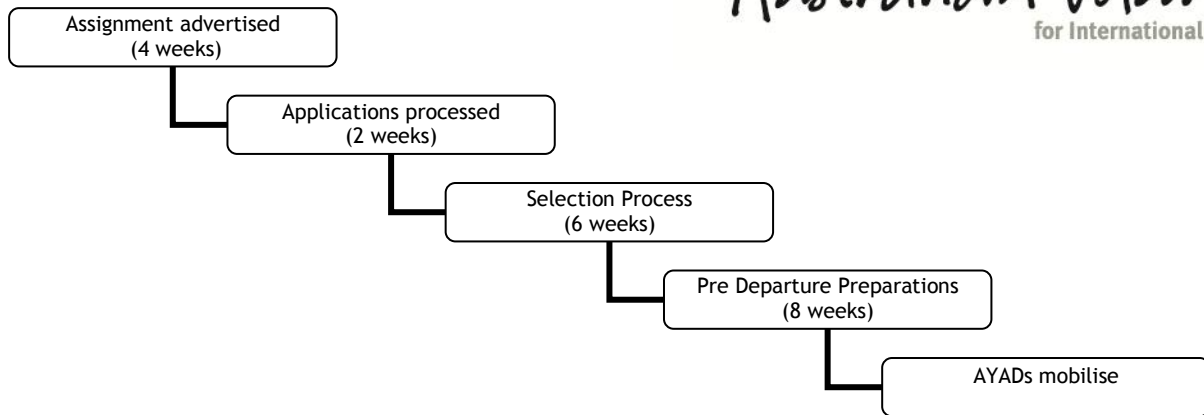 for International
Assignment advertised
(4 weeks)
Applications processed
(2 weeks)
Selection Process
(6 weeks)
Pre Departure Preparations
(8 weeks)
AYADs mobilise